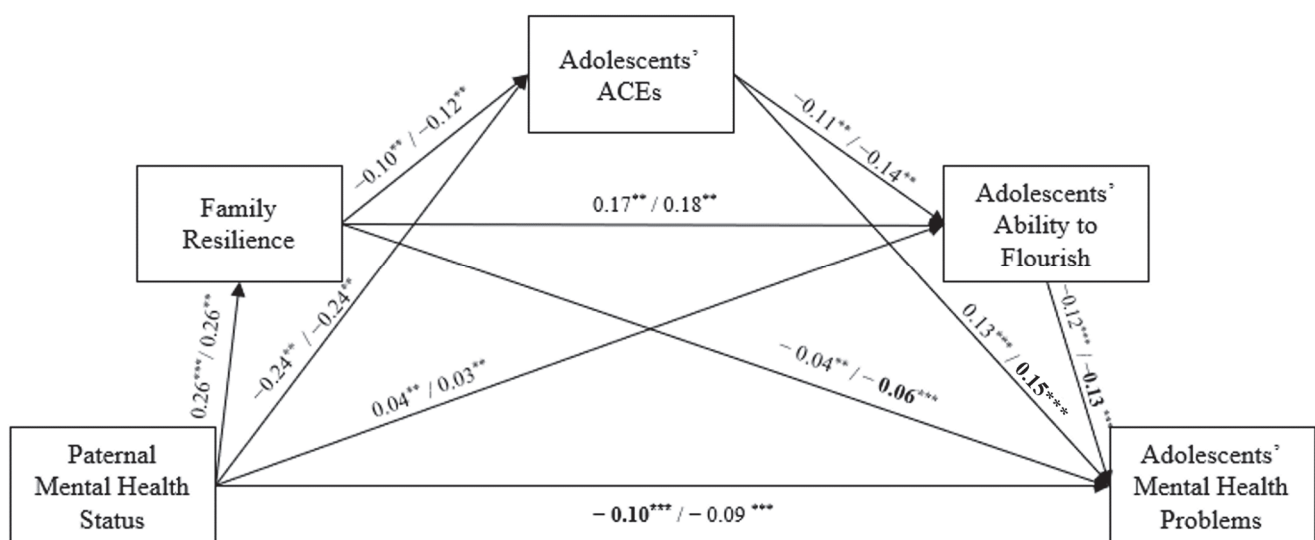 Adolescents’
ACEs
−0.10** / −0.12**
−0.11** / −0.14**
Family
Resilience
0.17** / 0.18**
Adolescents’
Ability to
Flourish
0.26*** / 0.26**
−0.24** / −0.24**
0.04** / 0.03**
− 0.04** / − 0.06***
0.13*** / 0.15***
−0.12*** / −0.13 ***
Paternal
Mental Health
Status
− 0.10*** / − 0.09 ***
Adolescents’
Mental Health
Problems